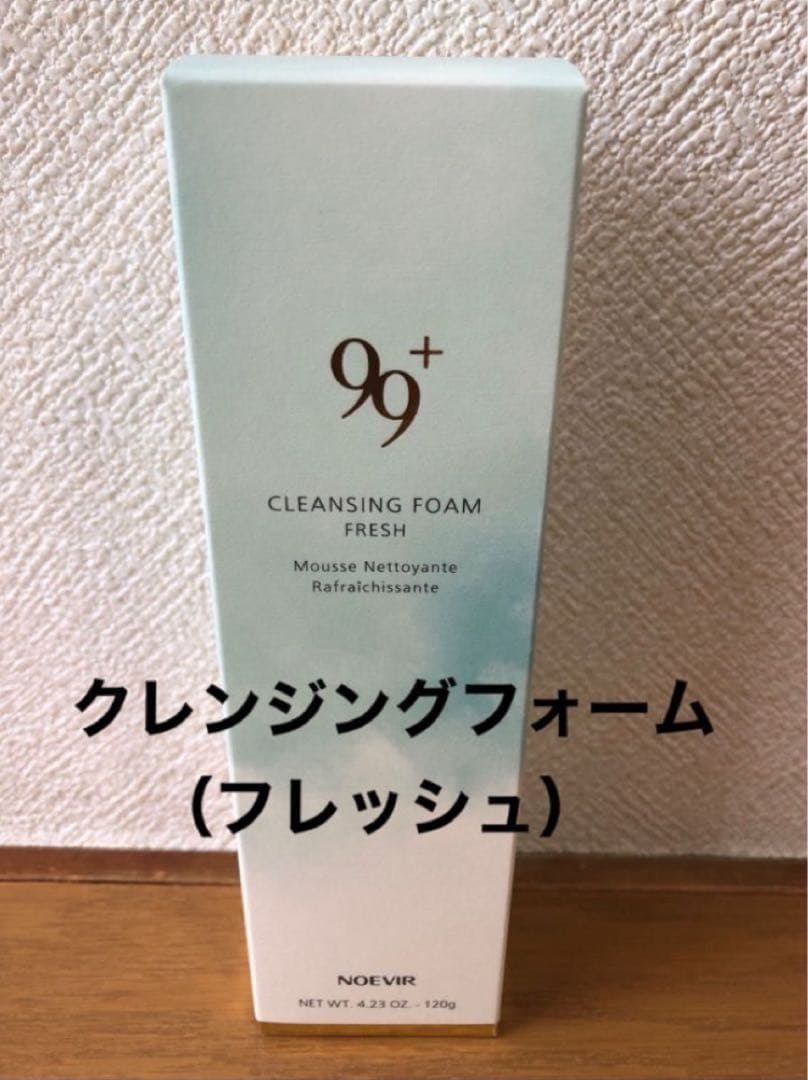 99+
CLEANSING FOAM
FRESH
Mousse Nettoyante
Rafraîchissante
クレンジングフォーム
(フレッシュ)
NOEVIR
NET WT. 4.23 OZ. - 120g